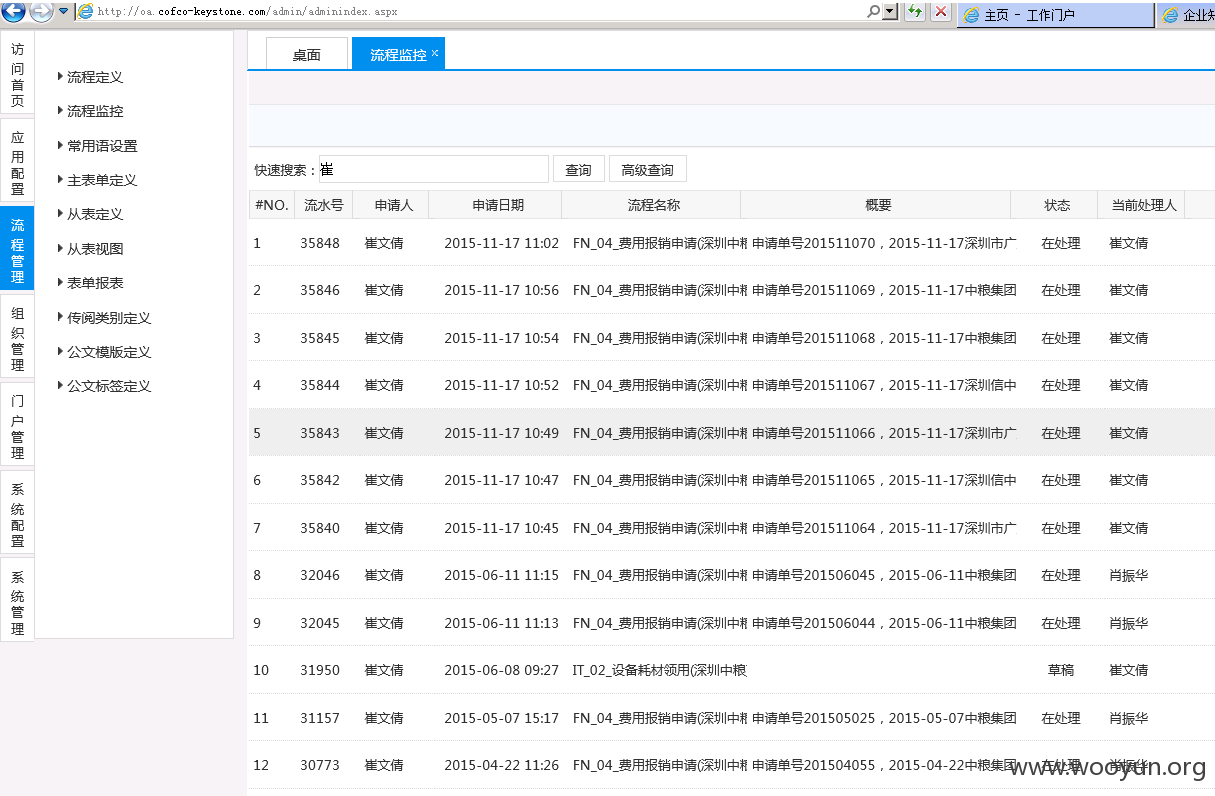 http://oa.cofco-keystone.com/admin/adminindex.aspx
主页 - 工作门户
企业知
访问首页
应用配置
流程管理
组织管理
门户管理
系统配置
系统管理
流程定义
流程监控
常用语设置
主表单定义
从表定义
从表视图
表单报表
传阅类别定义
公文模版定义
公文标签定义
桌面 流程监控 ×
快速搜索：崔 查询 高级查询
#NO. 流水号 申请人 申请日期 流程名称 概要 状态 当前处理人
1 35848 崔文倩 2015-11-17 11:02 FN_04_费用报销申请(深圳中粮 申请单号201511070，2015-11-17深圳市广 在处理 崔文倩
2 35846 崔文倩 2015-11-17 10:56 FN_04_费用报销申请(深圳中粮 申请单号201511069，2015-11-17中粮集团 在处理 崔文倩
3 35845 崔文倩 2015-11-17 10:54 FN_04_费用报销申请(深圳中粮 申请单号201511068，2015-11-17中粮集团 在处理 崔文倩
4 35844 崔文倩 2015-11-17 10:52 FN_04_费用报销申请(深圳中粮 申请单号201511067，2015-11-17深圳信中 在处理 崔文倩
5 35843 崔文倩 2015-11-17 10:49 FN_04_费用报销申请(深圳中粮 申请单号201511066，2015-11-17深圳市广 在处理 崔文倩
6 35842 崔文倩 2015-11-17 10:47 FN_04_费用报销申请(深圳中粮 申请单号201511065，2015-11-17深圳信中 在处理 崔文倩
7 35840 崔文倩 2015-11-17 10:45 FN_04_费用报销申请(深圳中粮 申请单号201511064，2015-11-17深圳市广 在处理 崔文倩
8 32046 崔文倩 2015-06-11 11:15 FN_04_费用报销申请(深圳中粮 申请单号201506045，2015-06-11中粮集团 在处理 肖振华
9 32045 崔文倩 2015-06-11 11:13 FN_04_费用报销申请(深圳中粮 申请单号201506044，2015-06-11中粮集团 在处理 肖振华
10 31950 崔文倩 2015-06-08 09:27 IT_02_设备耗材领用(深圳中粮 草稿 崔文倩
11 31157 崔文倩 2015-05-07 15:17 FN_04_费用报销申请(深圳中粮 申请单号201505025，2015-05-07中粮集团 在处理 肖振华
12 30773 崔文倩 2015-04-22 11:26 FN_04_费用报销申请(深圳中粮 申请单号201504055，2015-04-22中粮集团 在处理 肖振华
www.wooyun.org